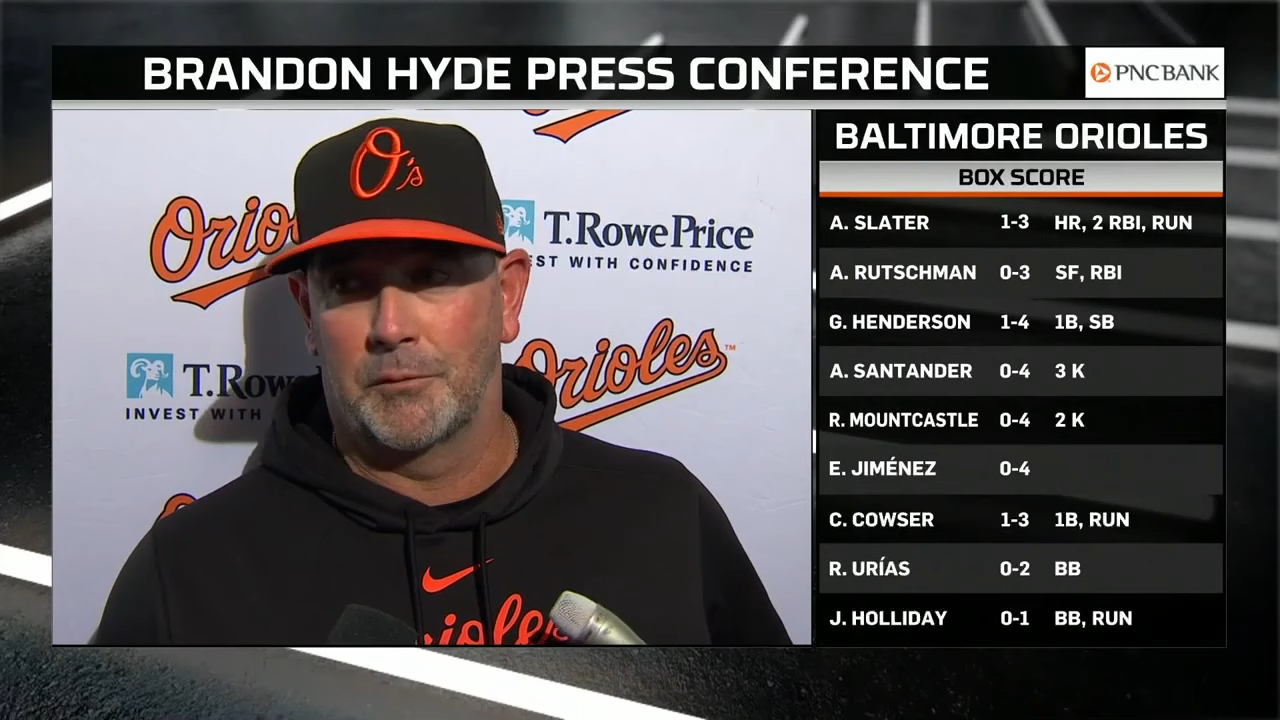 BRANDON HYDE PRESS CONFERENCE
PNC BANK
BALTIMORE ORIOLES
BOX SCORE
A. SLATER 1-3 HR, 2 RBI, RUN
A. RUTSCHMAN 0-3 SF, RBI
G. HENDERSON 1-4 1B, SB
A. SANTANDER 0-4 3 K
R. MOUNTCASTLE 0-4 2 K
E. JIMÉNEZ 0-4
C. COWSER 1-3 1B, RUN
R. URÍAS 0-2 BB
J. HOLLIDAY 0-1 BB, RUN
O's
Orio
T.RowePrice
EST WITH CONFIDENCE
Orioles™
T.Rowe
INVEST WITH
Orioles